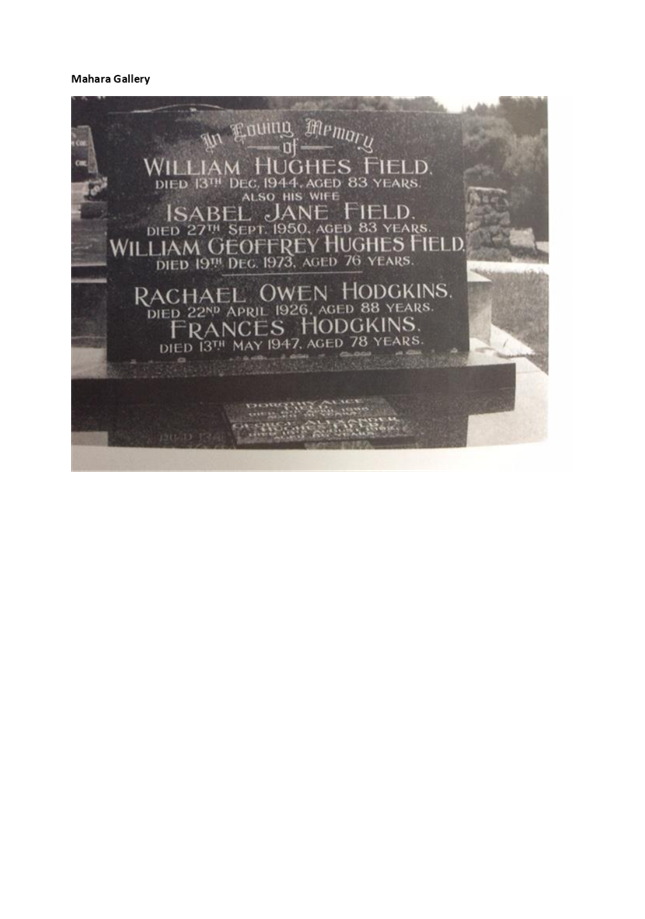 Mahara Gallery
In Loving Memory
of
WILLIAM HUGHES FIELD,
DIED 13TH DEC. 1944, AGED 83 YEARS.
ALSO HIS WIFE
ISABEL JANE FIELD.
DIED 27TH SEPT. 1950, AGED 83 YEARS.
WILLIAM GEOFFREY HUGHES FIELD,
DIED 19TH DEC. 1973, AGED 76 YEARS.
RACHAEL OWEN HODGKINS,
DIED 22ND APRIL 1926, AGED 88 YEARS.
FRANCES HODGKINS.
DIED 13TH MAY 1947, AGED 78 YEARS.
DOROTHY ALICE